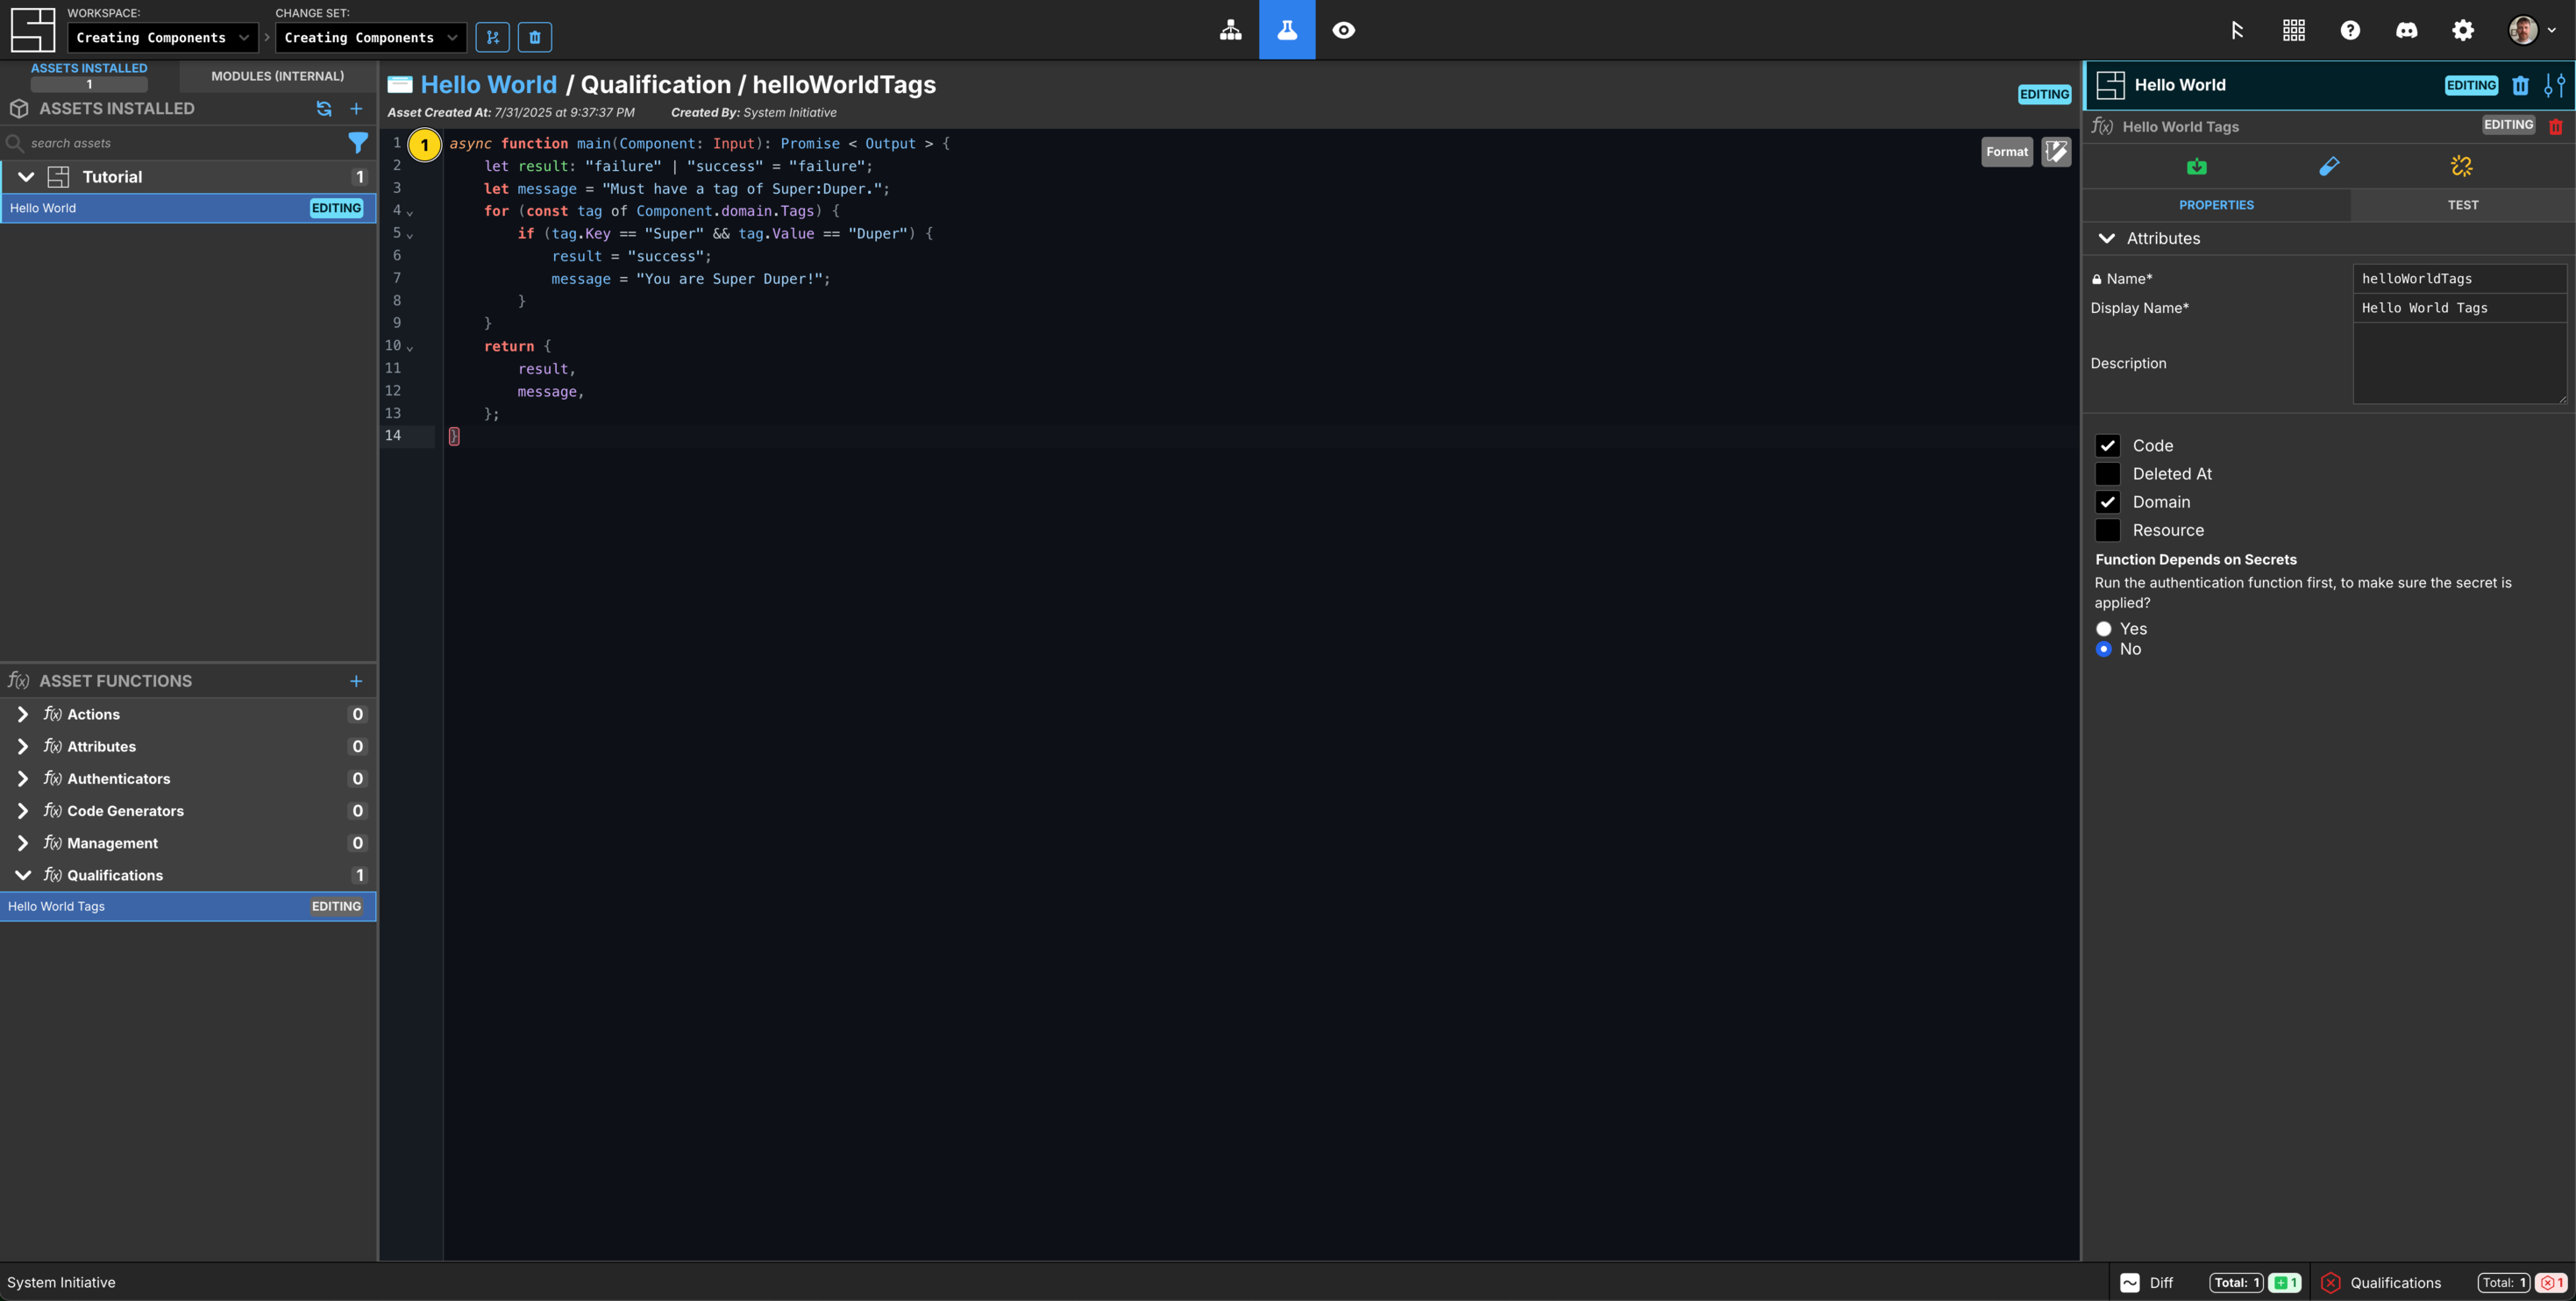 WORKSPACE:
Creating Components
CHANGE SET:
Creating Components
ASSETS INSTALLED
1
MODULES (INTERNAL)
ASSETS INSTALLED
search assets
Tutorial 1
Hello World EDITING
f(x) ASSET FUNCTIONS
f(x) Actions 0
f(x) Attributes 0
f(x) Authenticators 0
f(x) Code Generators 0
f(x) Management 0
f(x) Qualifications 1
Hello World Tags EDITING
Hello World / Qualification / helloWorldTags
Asset Created At: 7/31/2025 at 9:37:37 PM Created By: System Initiative
EDITING
Format
1 1 async function main(Component: Input): Promise < Output > {
2 let result: "failure" | "success" = "failure";
3 let message = "Must have a tag of Super:Duper.";
4 for (const tag of Component.domain.Tags) {
5 if (tag.Key == "Super" && tag.Value == "Duper") {
6 result = "success";
7 message = "You are Super Duper!";
8 }
9 }
10 return {
11 result,
12 message,
13 };
14 }
Hello World EDITING
f(x) Hello World Tags EDITING
PROPERTIES TEST
Attributes
Name* helloWorldTags
Display Name* Hello World Tags
Description
Code
Deleted At
Domain
Resource
Function Depends on Secrets
Run the authentication function first, to make sure the secret is
applied?
Yes
No
System Initiative
Diff Total: 1 1 Qualifications Total: 1 1